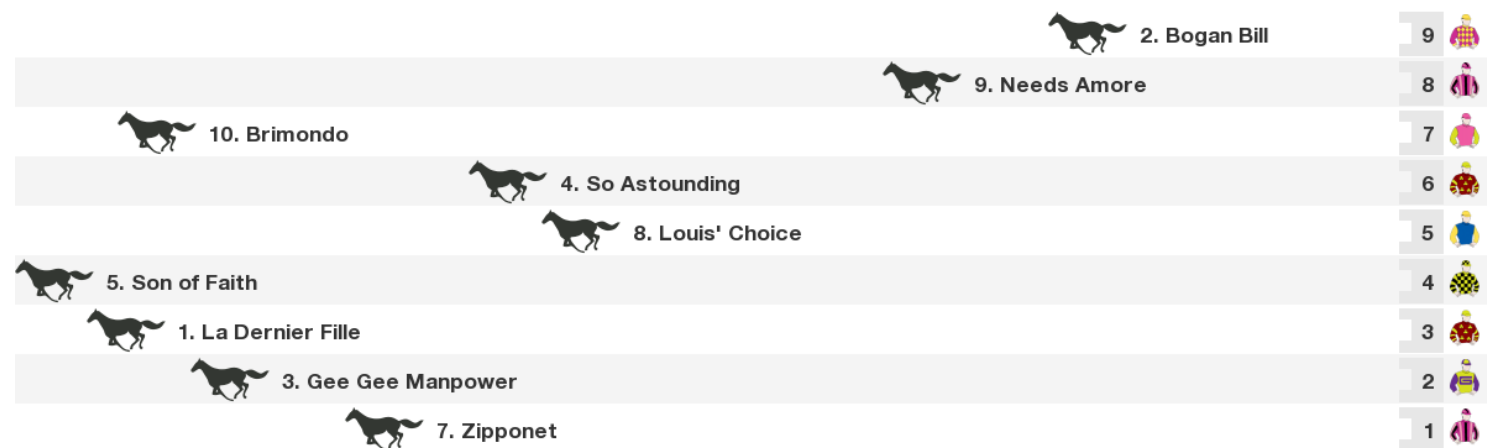 2. Bogan Bill 9
9. Needs Amore 8
10. Brimondo 7
4. So Astounding 6
8. Louis' Choice 5
5. Son of Faith 4
1. La Dernier Fille 3
3. Gee Gee Manpower 2
7. Zipponet 1